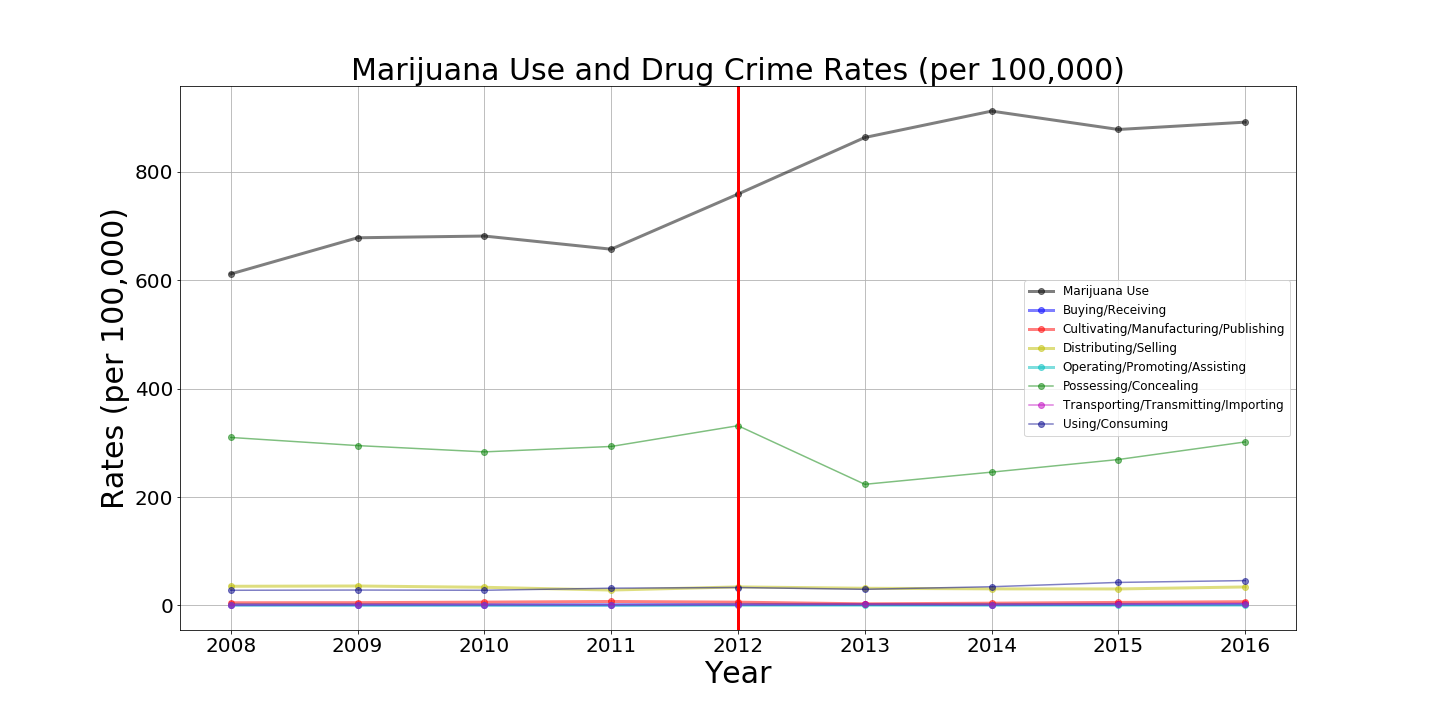 Marijuana Use and Drug Crime Rates (per 100,000)
Rates (per 100,000)
800
600
400
200
0
Marijuana Use
Buying/Receiving
Cultivating/Manufacturing/Publishing
Distributing/Selling
Operating/Promoting/Assisting
Possessing/Concealing
Transporting/Transmitting/Importing
Using/Consuming
2008 2009 2010 2011 2012 2013 2014 2015 2016
Year